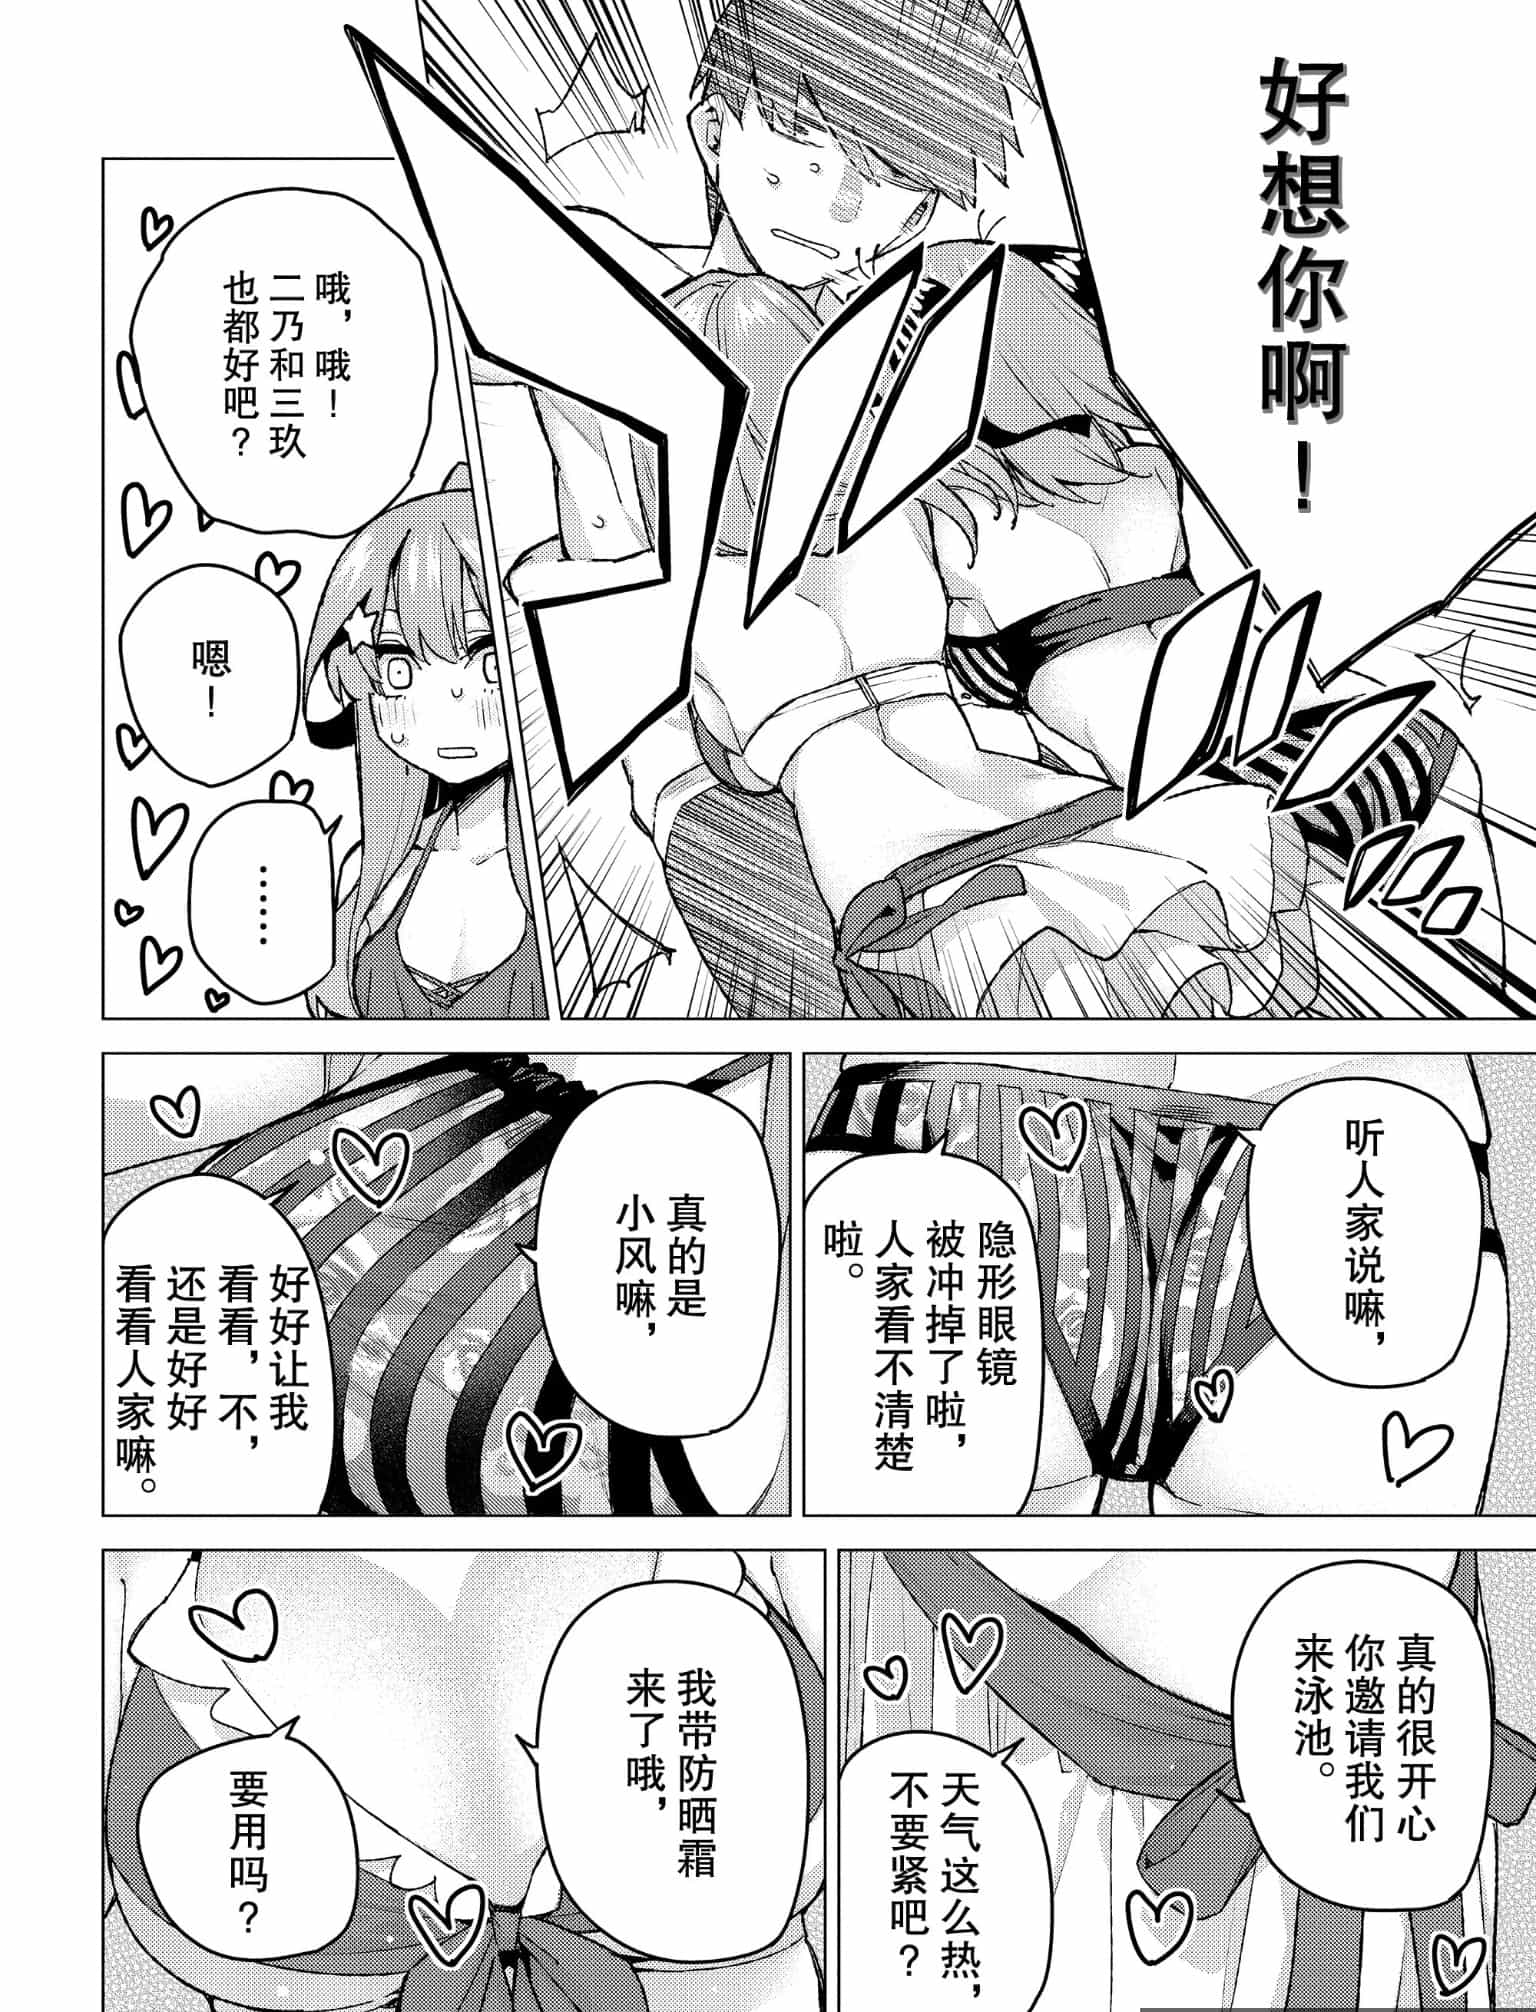 好想你啊！
哦，哦！
二乃和三玖
也都好吧？
嗯！
……
听人家说嘛，
隐形眼镜
被冲掉了啦，
人家看不清楚
啦。
真的是
小风嘛，
好好让我
看看，不，
还是好好
看看人家嘛。
真的很开心
你邀请我们
来泳池。
天气这么热，
不要紧吧？
我带防晒霜
来了哦，
要用吗？